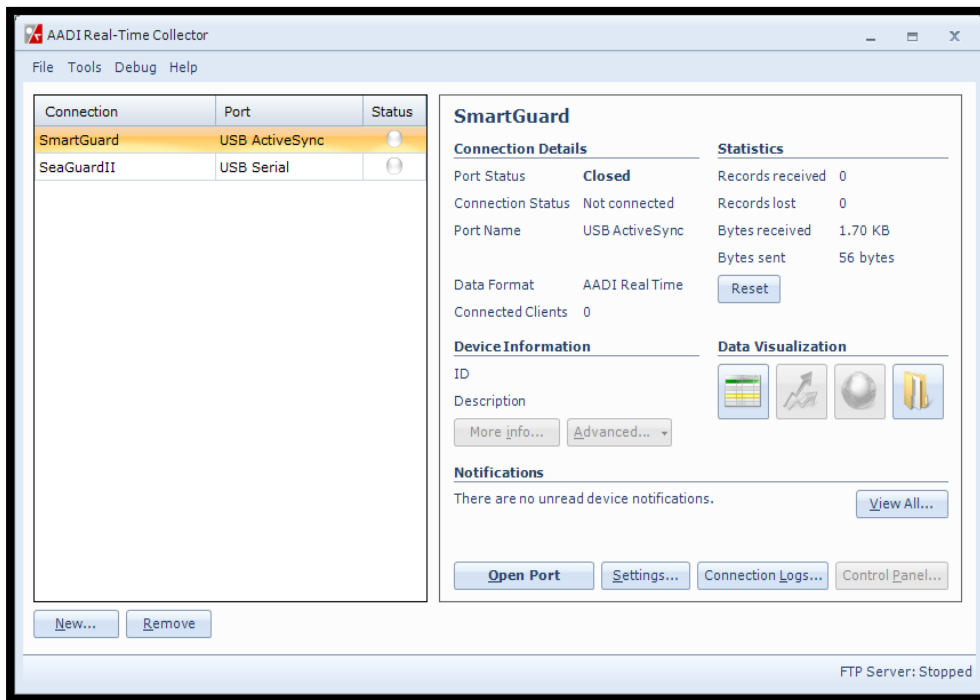 AADI Real-Time Collector
File Tools Debug Help
Connection Port Status
SmartGuard USB ActiveSync
SeaGuardII USB Serial
New... Remove
SmartGuard
Connection Details
Port Status Closed
Connection Status Not connected
Port Name USB ActiveSync
Data Format AADI Real Time
Connected Clients 0
Statistics
Records received 0
Records lost 0
Bytes received 1.70 KB
Bytes sent 56 bytes
Reset
Device Information
ID
Description
More info... Advanced...
Data Visualization
Notifications
There are no unread device notifications.
View All...
Open Port Settings... Connection Logs... Control Panel...
FTP Server: Stopped